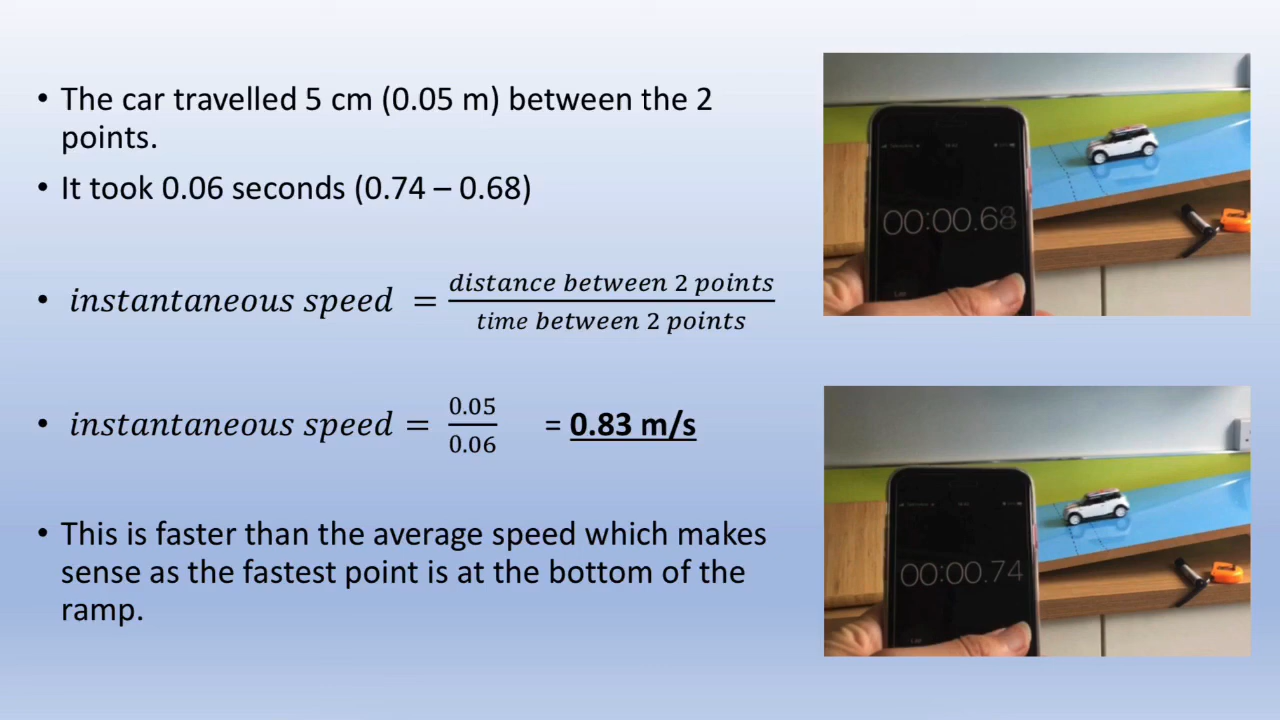 • The car travelled 5 cm (0.05 m) between the 2
points.
• It took 0.06 seconds (0.74 – 0.68)
• instantaneous speed = distance between 2 points / time between 2 points
• instantaneous speed = 0.05 / 0.06 = 0.83 m/s
• This is faster than the average speed which makes
sense as the fastest point is at the bottom of the
ramp.
00:00.68
00:00.74